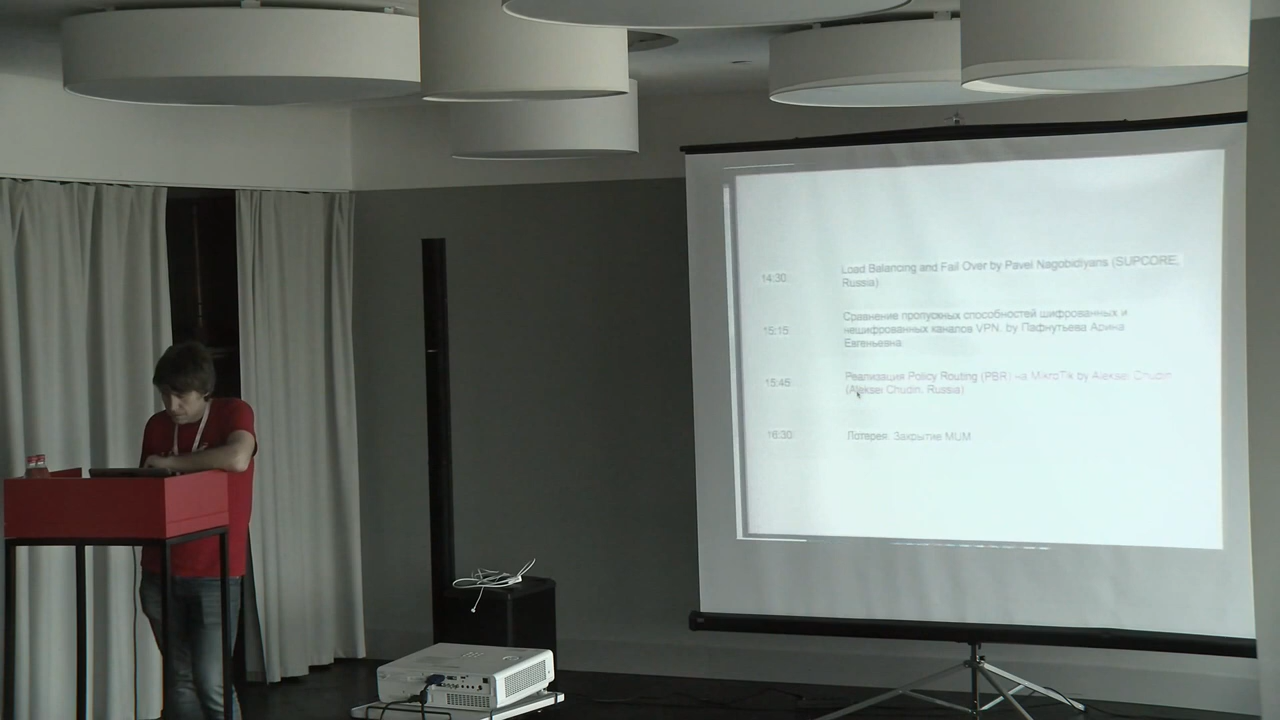 14:30
Load Balancing and Fail Over by Pavel Nagobidiyans (SUPCORE,
Russia)
15:15
Сравнение пропускных способностей шифрованных и
нешифрованных каналов VPN. by Пафнутьева Арина
Евгеньевна
15:45
Реализация Policy Routing (PBR) на MikroTik by Aleksei Chudin
(Aleksei Chudin, Russia)
16:30
Лотерея. Закрытие MUM